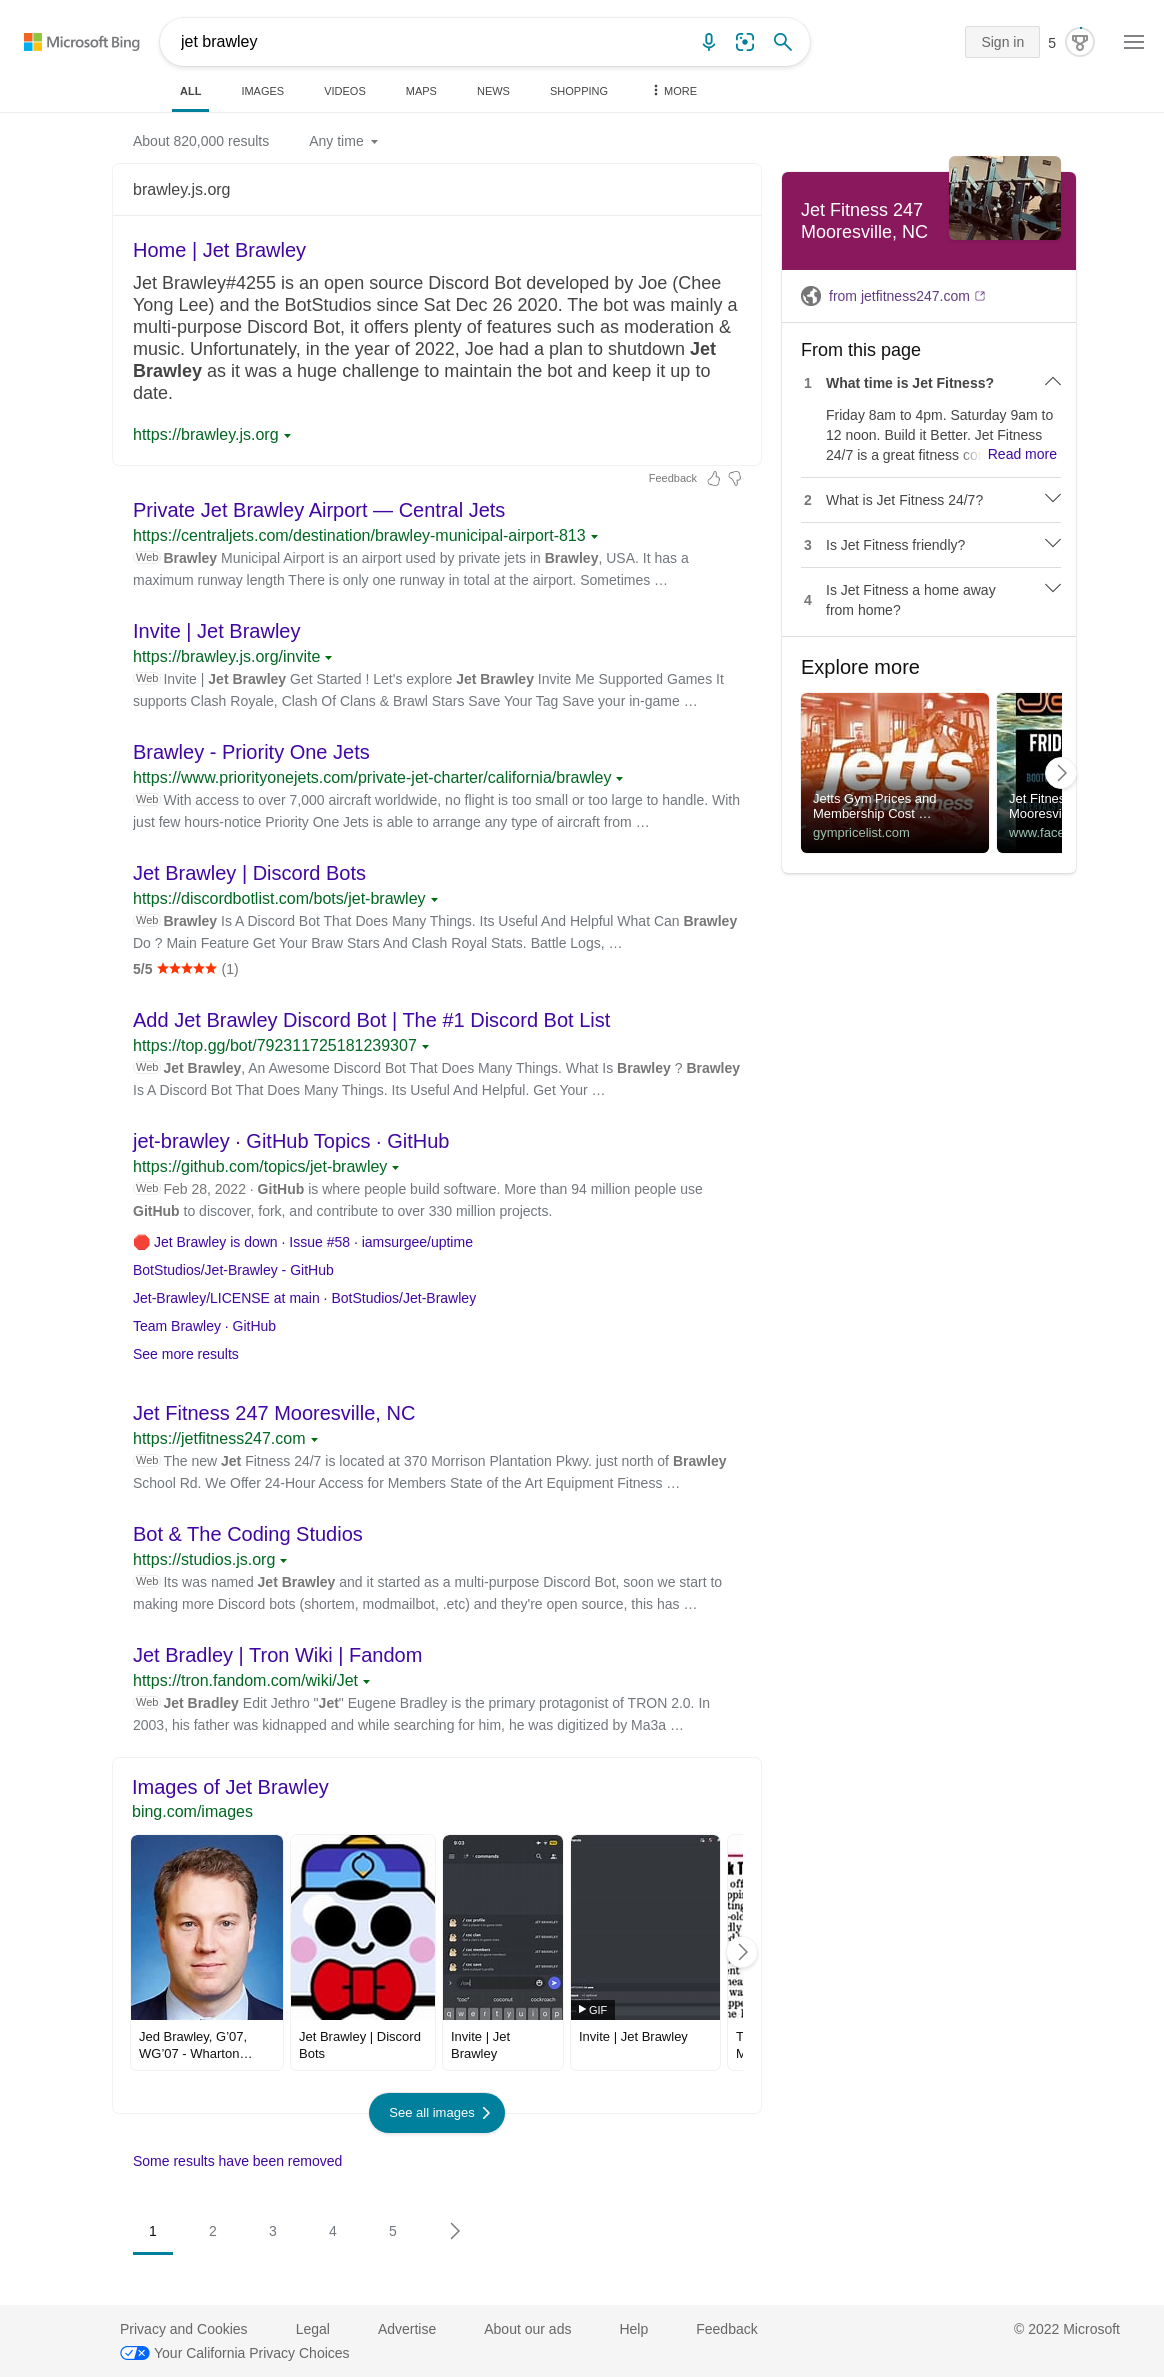 Microsoft Bing
jet brawley
Sign in
5
ALL
IMAGES
VIDEOS
MAPS
NEWS
SHOPPING
MORE
About 820,000 results
Any time
brawley.js.org
Home | Jet Brawley
Jet Brawley#4255 is an open source Discord Bot developed by Joe (Chee
Yong Lee) and the BotStudios since Sat Dec 26 2020. The bot was mainly a
multi-purpose Discord Bot, it offers plenty of features such as moderation &
music. Unfortunately, in the year of 2022, Joe had a plan to shutdown Jet
Brawley as it was a huge challenge to maintain the bot and keep it up to
date.
https://brawley.js.org
Feedback
Private Jet Brawley Airport — Central Jets
https://centraljets.com/destination/brawley-municipal-airport-813
Web Brawley Municipal Airport is an airport used by private jets in Brawley, USA. It has a
maximum runway length There is only one runway in total at the airport. Sometimes …
Invite | Jet Brawley
https://brawley.js.org/invite
Web Invite | Jet Brawley Get Started ! Let's explore Jet Brawley Invite Me Supported Games It
supports Clash Royale, Clash Of Clans & Brawl Stars Save Your Tag Save your in-game …
Brawley - Priority One Jets
https://www.priorityonejets.com/private-jet-charter/california/brawley
Web With access to over 7,000 aircraft worldwide, no flight is too small or too large to handle. With
just few hours-notice Priority One Jets is able to arrange any type of aircraft from …
Jet Brawley | Discord Bots
https://discordbotlist.com/bots/jet-brawley
Web Brawley Is A Discord Bot That Does Many Things. Its Useful And Helpful What Can Brawley
Do ? Main Feature Get Your Braw Stars And Clash Royal Stats. Battle Logs, …
5/5 ★★★★★ (1)
Add Jet Brawley Discord Bot | The #1 Discord Bot List
https://top.gg/bot/792311725181239307
Web Jet Brawley, An Awesome Discord Bot That Does Many Things. What Is Brawley ? Brawley
Is A Discord Bot That Does Many Things. Its Useful And Helpful. Get Your …
jet-brawley · GitHub Topics · GitHub
https://github.com/topics/jet-brawley
Web Feb 28, 2022 · GitHub is where people build software. More than 94 million people use
GitHub to discover, fork, and contribute to over 330 million projects.
🛑 Jet Brawley is down · Issue #58 · iamsurgee/uptime
BotStudios/Jet-Brawley - GitHub
Jet-Brawley/LICENSE at main · BotStudios/Jet-Brawley
Team Brawley · GitHub
See more results
Jet Fitness 247 Mooresville, NC
https://jetfitness247.com
Web The new Jet Fitness 24/7 is located at 370 Morrison Plantation Pkwy. just north of Brawley
School Rd. We Offer 24-Hour Access for Members State of the Art Equipment Fitness …
Bot & The Coding Studios
https://studios.js.org
Web Its was named Jet Brawley and it started as a multi-purpose Discord Bot, soon we start to
making more Discord bots (shortem, modmailbot, .etc) and they're open source, this has …
Jet Bradley | Tron Wiki | Fandom
https://tron.fandom.com/wiki/Jet
Web Jet Bradley Edit Jethro "Jet" Eugene Bradley is the primary protagonist of TRON 2.0. In
2003, his father was kidnapped and while searching for him, he was digitized by Ma3a …
Images of Jet Brawley
bing.com/images
9:03
commands
/ coc profile
/ coc clan
/ coc members
/ coc save
JET BRAWLEY
JET BRAWLEY
JET BRAWLEY
JET BRAWLEY
"coc" coconut cockroach
q w e r t y u i o p
GIF
Jed Brawley, G'07,
WG'07 - Wharton…
Jet Brawley | Discord
Bots
Invite | Jet
Brawley
Invite | Jet Brawley
See all images
Some results have been removed
1
2
3
4
5
Jet Fitness 247
Mooresville, NC
from jetfitness247.com
From this page
1 What time is Jet Fitness?
Friday 8am to 4pm. Saturday 9am to
12 noon. Build it Better. Jet Fitness
24/7 is a great fitness co Read more
2 What is Jet Fitness 24/7?
3 Is Jet Fitness friendly?
4 Is Jet Fitness a home away
from home?
Explore more
jetts
24 hour fitness
Jetts Gym Prices and
Membership Cost …
gympricelist.com
FRID
Jet Fitnes
Mooresvi
www.face
Privacy and Cookies
Legal
Advertise
About our ads
Help
Feedback
© 2022 Microsoft
Your California Privacy Choices